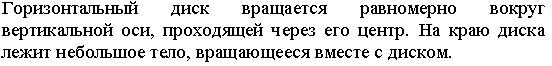 Горизонтальный диск вращается равномерно вокруг
вертикальной оси, проходящей через его центр. На краю диска
лежит небольшое тело, вращающееся вместе с диском.